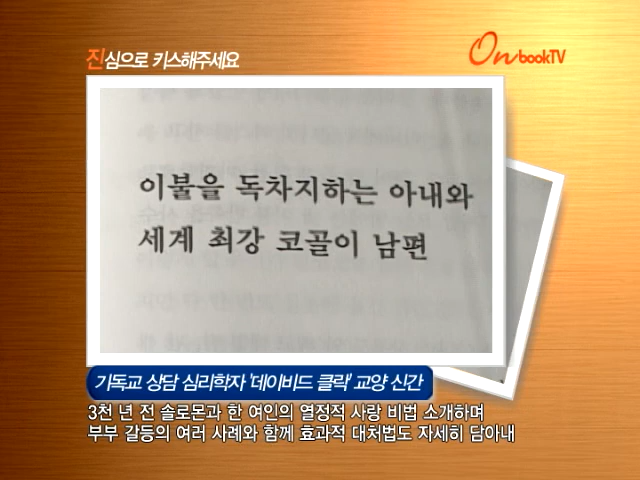 진심으로 키스해주세요
On bookTV
이불을 독차지하는 아내와
세계 최강 코골이 남편
기독교 상담 심리학자 '데이비드 클락' 교양 신간
3천 년 전 솔로몬과 한 여인의 열정적 사랑 비법 소개하며
부부 갈등의 여러 사례와 함께 효과적 대처법도 자세히 담아내